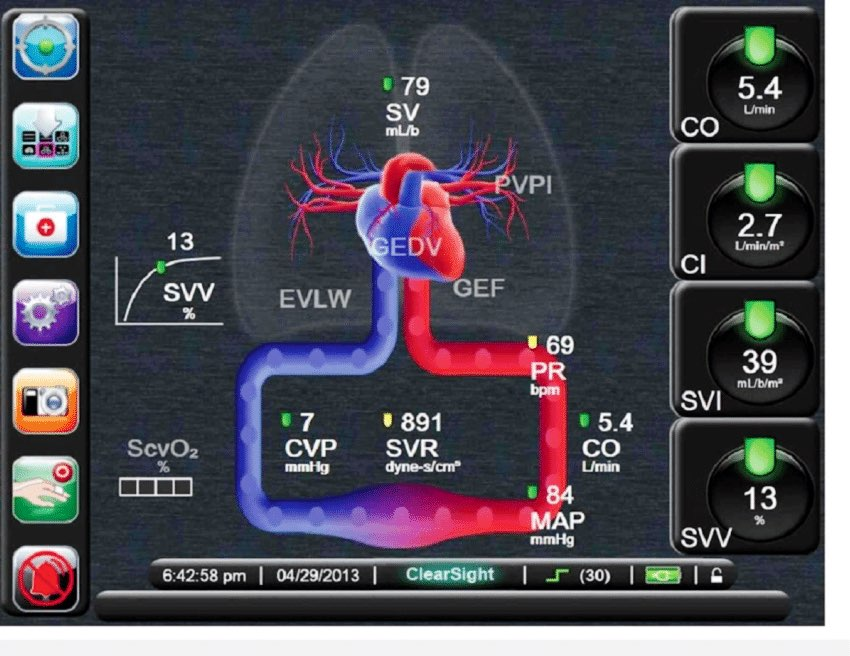 79
SV
mL/b
PVPI
GEDV
13
SVV
%
EVLW
GEF
69
PR
bpm
7
CVP
mmHg
891
SVR
dyne-s/cm⁵
5.4
CO
L/min
ScvO₂
%
84
MAP
mmHg
5.4
L/min
CO
2.7
L/min/m²
CI
39
mL/b/m²
SVI
13
%
SVV
6:42:58 pm | 04/29/2013 | ClearSight | (30) | |